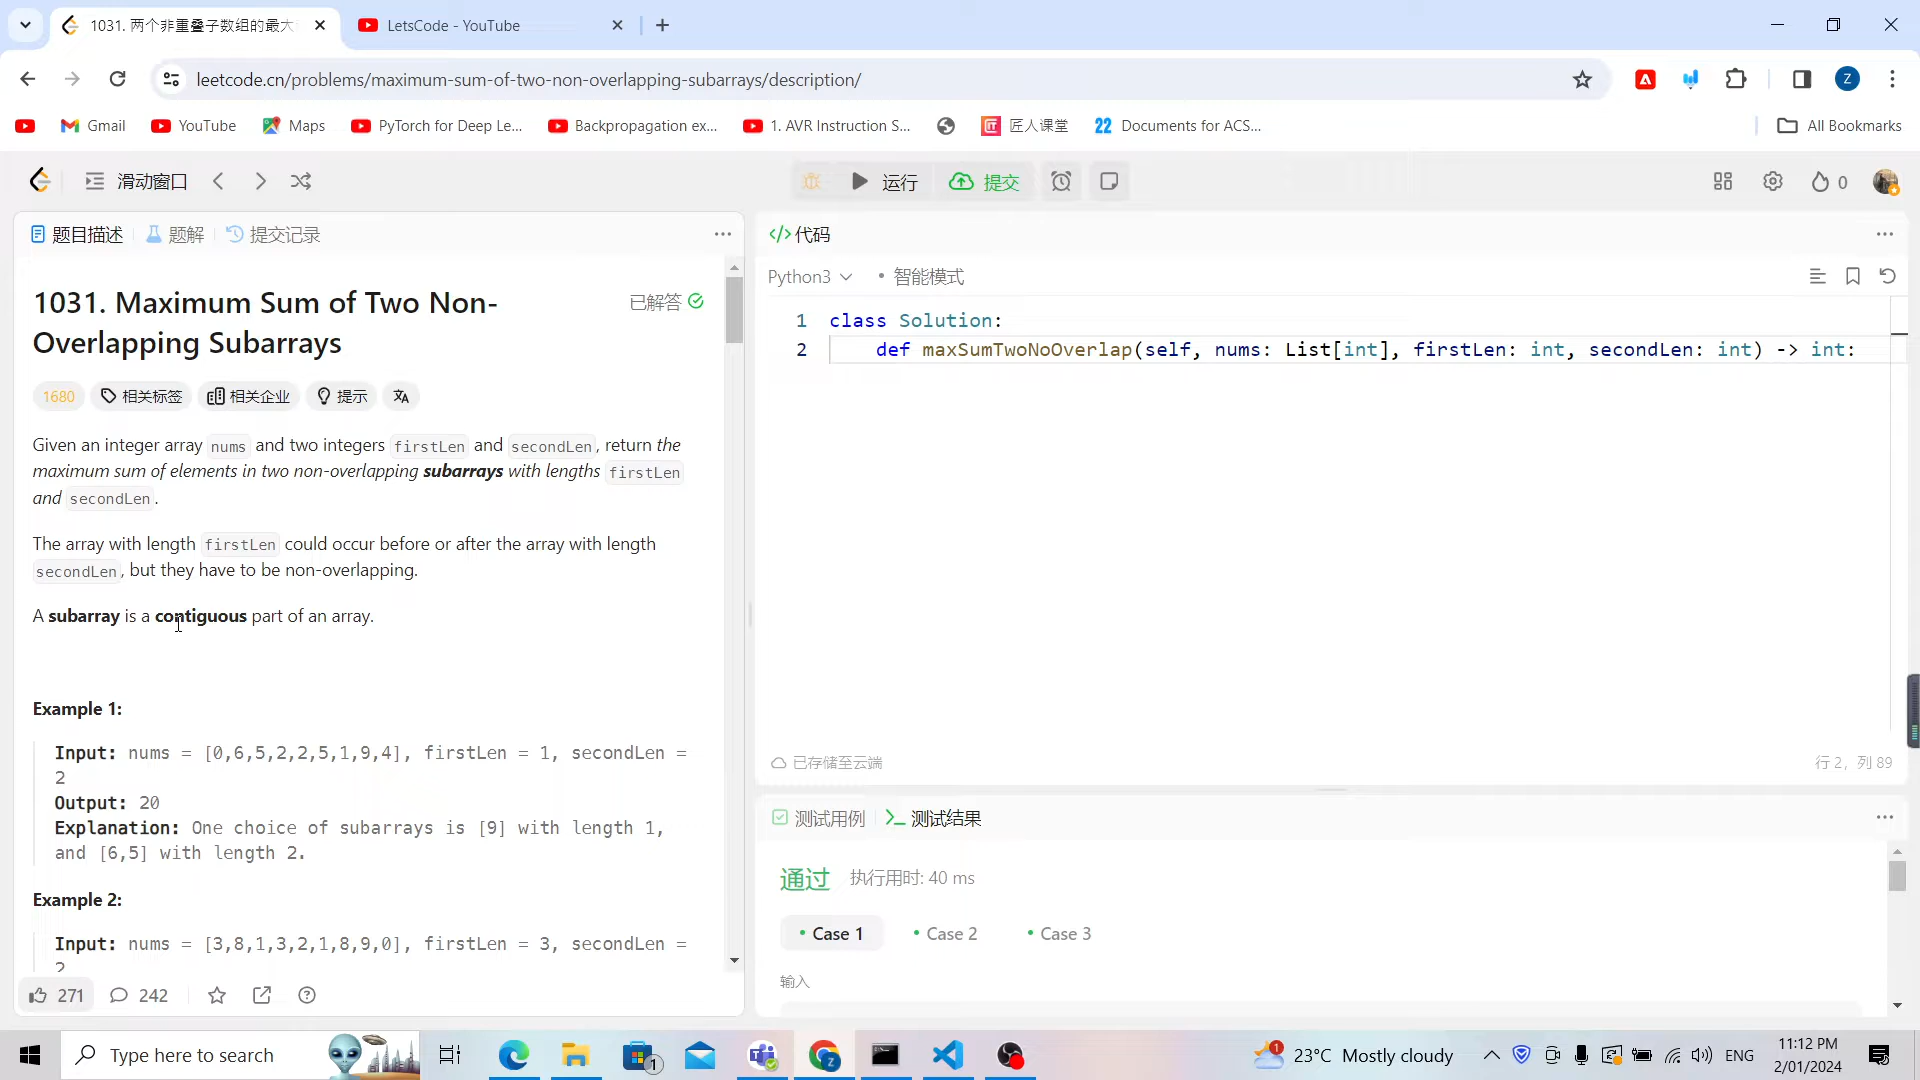 1031. 两个非重叠子数组的最大
LetsCode - YouTube
leetcode.cn/problems/maximum-sum-of-two-non-overlapping-subarrays/description/
Z
Gmail
YouTube
Maps
PyTorch for Deep Le...
Backpropagation ex...
1. AVR Instruction S...
匠人课堂
22 Documents for ACS...
All Bookmarks
滑动窗口
运行
提交
0
题目描述
题解
提交记录
代码
Python3
• 智能模式
1031. Maximum Sum of Two Non-
Overlapping Subarrays
已解答
1680
相关标签
相关企业
提示
Given an integer array nums and two integers firstLen and secondLen, return the
maximum sum of elements in two non-overlapping subarrays with lengths firstLen
and secondLen.
The array with length firstLen could occur before or after the array with length
secondLen, but they have to be non-overlapping.
A subarray is a contiguous part of an array.
Example 1:
Input: nums = [0,6,5,2,2,5,1,9,4], firstLen = 1, secondLen =
2
Output: 20
Explanation: One choice of subarrays is [9] with length 1,
and [6,5] with length 2.
Example 2:
Input: nums = [3,8,1,3,2,1,8,9,0], firstLen = 3, secondLen =
2
271
242
1 class Solution:
2 def maxSumTwoNoOverlap(self, nums: List[int], firstLen: int, secondLen: int) -> int:
已存储至云端
行 2, 列 89
测试用例
测试结果
通过
执行用时: 40 ms
• Case 1
• Case 2
• Case 3
输入
Type here to search
1
1
23°C Mostly cloudy
ENG
11:12 PM
2/01/2024